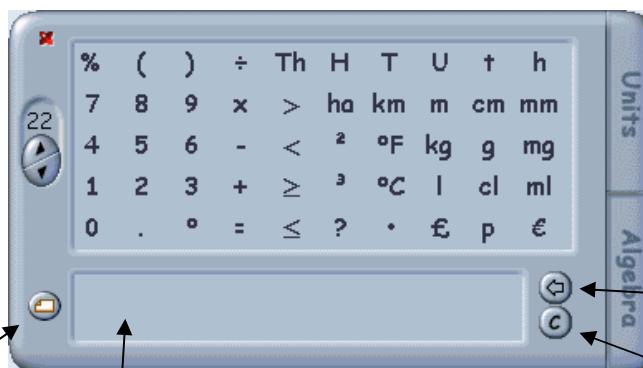 % ( ) ÷ Th H T U t h
7 8 9 x > ha km m cm mm
22
4 5 6 - < ² °F kg g mg
1 2 3 + ≥ ³ °C l cl ml
0 . ° = ≤ ? • £ p €
C
Units
Algebra